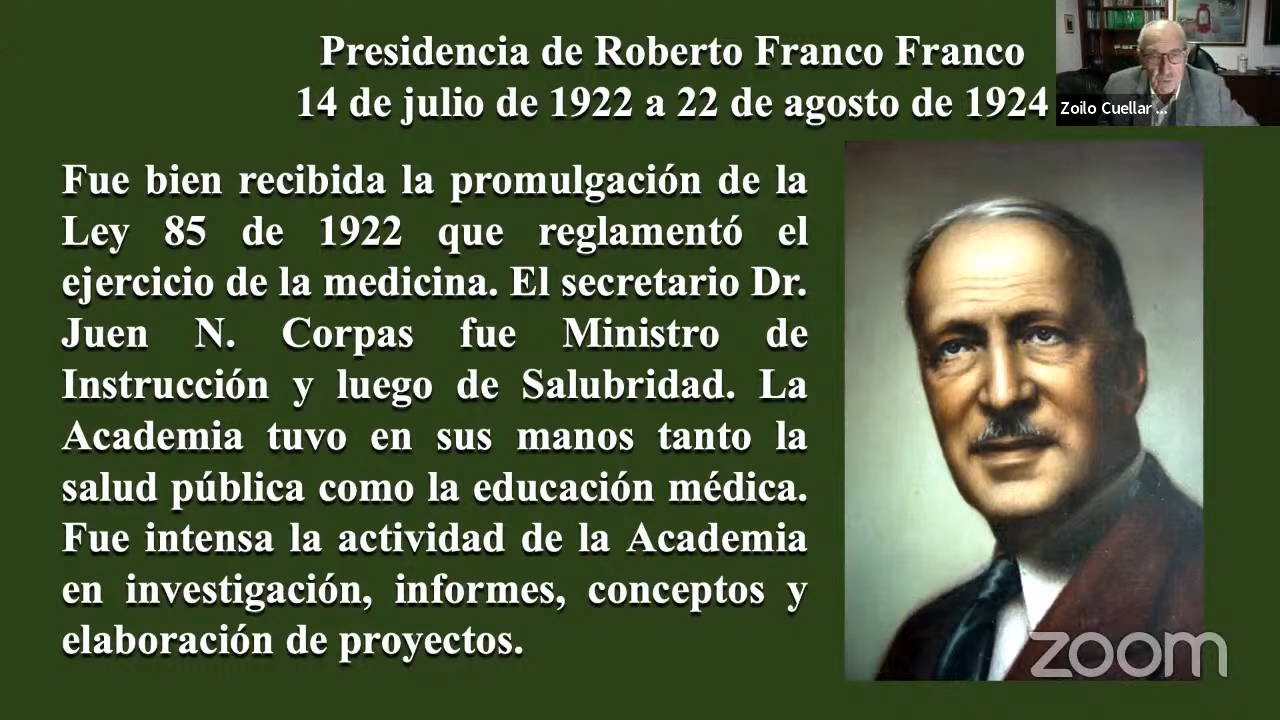 Presidencia de Roberto Franco Franco
14 de julio de 1922 a 22 de agosto de 1924
Zoilo Cuellar ...
Fue bien recibida la promulgación de la
Ley 85 de 1922 que reglamentó el
ejercicio de la medicina. El secretario Dr.
Juen N. Corpas fue Ministro de
Instrucción y luego de Salubridad. La
Academia tuvo en sus manos tanto la
salud pública como la educación médica.
Fue intensa la actividad de la Academia
en investigación, informes, conceptos y
elaboración de proyectos.
zoom